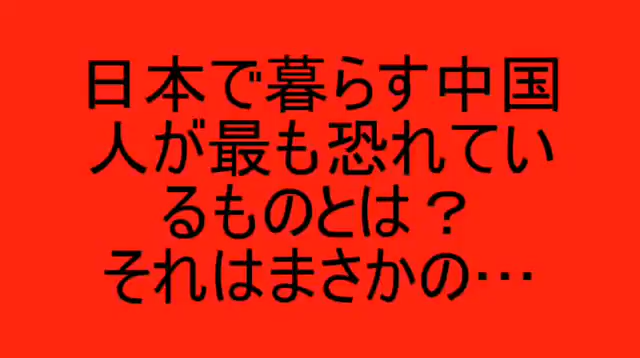 日本で暮らす中国
人が最も恐れてい
るものとは？
それはまさかの…